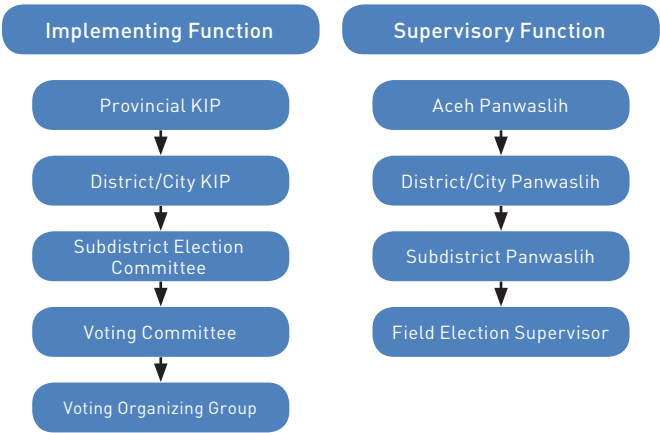 Implementing Function
Provincial KIP
District/City KIP
Subdistrict Election
Committee
Voting Committee
Voting Organizing Group
Supervisory Function
Aceh Panwaslih
District/City Panwaslih
Subdistrict Panwaslih
Field Election Supervisor